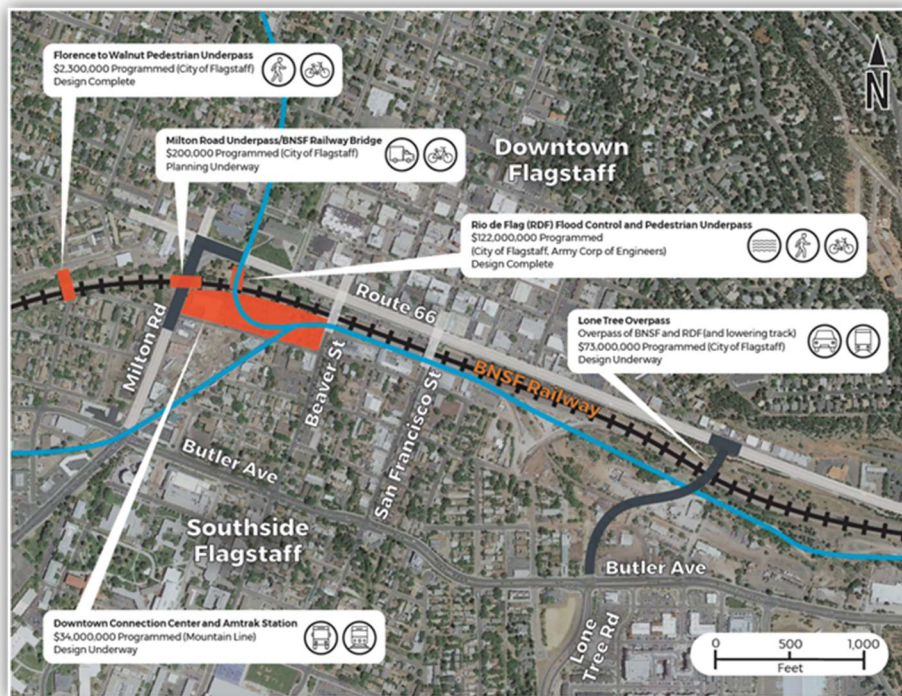 Florence to Walnut Pedestrian Underpass
$2,300,000 Programmed (City of Flagstaff)
Design Complete
N
Milton Road Underpass/BNSF Railway Bridge
$200,000 Programmed (City of Flagstaff)
Planning Underway
Downtown
Flagstaff
Rio de Flag (RDF) Flood Control and Pedestrian Underpass
$122,000,000 Programmed
(City of Flagstaff, Army Corp of Engineers)
Design Complete
Route 66
Lone Tree Overpass
Overpass of BNSF and RDF (and lowering track)
$73,000,000 Programmed (City of Flagstaff)
Design Underway
Milton Rd
Beaver St
BNSF Railway
San Francisco St
Butler Ave
Southside
Flagstaff
Butler Ave
Downtown Connection Center and Amtrak Station
$34,000,000 Programmed (Mountain Line)
Design Underway
Lone
Tree Rd
0 500 1,000
Feet